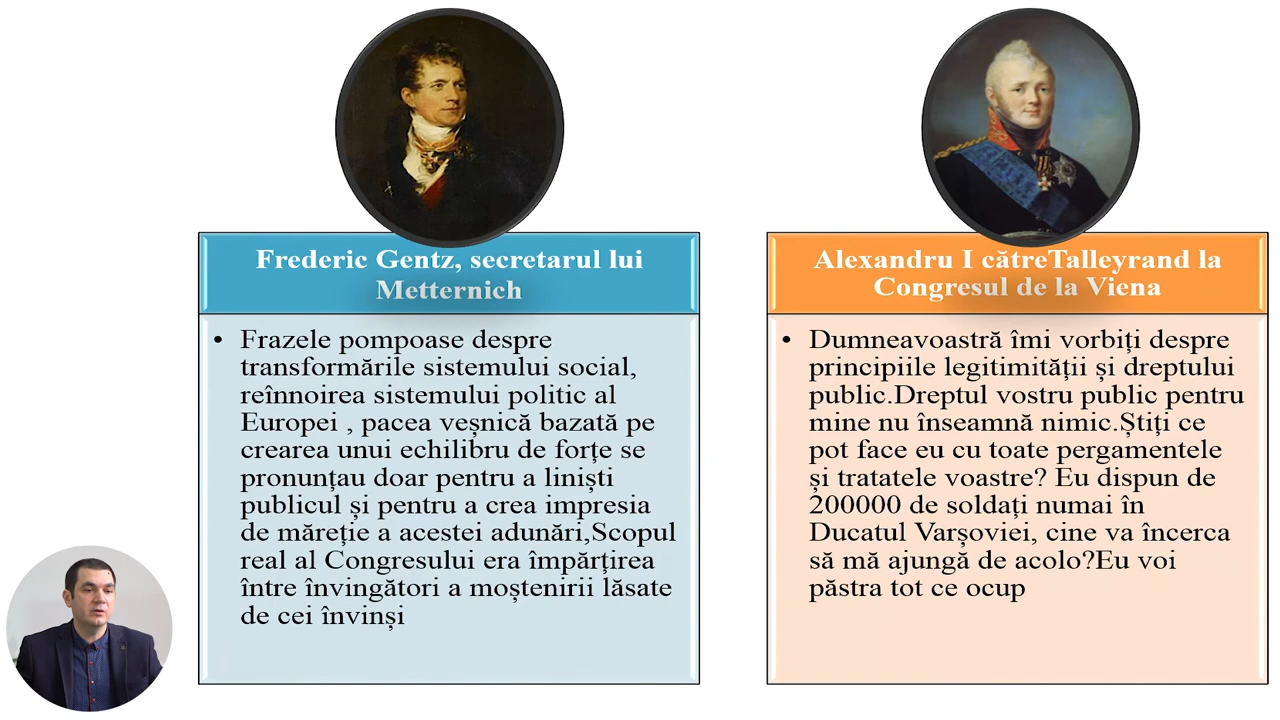 Frederic Gentz, secretarul lui
Metternich
• Frazele pompoase despre
transformările sistemului social,
reînnoirea sistemului politic al
Europei , pacea veșnică bazată pe
crearea unui echilibru de forțe se
pronunțau doar pentru a liniști
publicul și pentru a crea impresia
de măreție a acestei adunări,Scopul
real al Congresului era împărțirea
între învingători a moștenirii lăsate
de cei învinși
Alexandru I cătreTalleyrand la
Congresul de la Viena
• Dumneavoastră îmi vorbiți despre
principiile legitimității și dreptului
public.Dreptul vostru public pentru
mine nu înseamnă nimic.Știți ce
pot face eu cu toate pergamentele
și tratatele voastre? Eu dispun de
200000 de soldați numai în
Ducatul Varșoviei, cine va încerca
să mă ajungă de acolo?Eu voi
păstra tot ce ocup